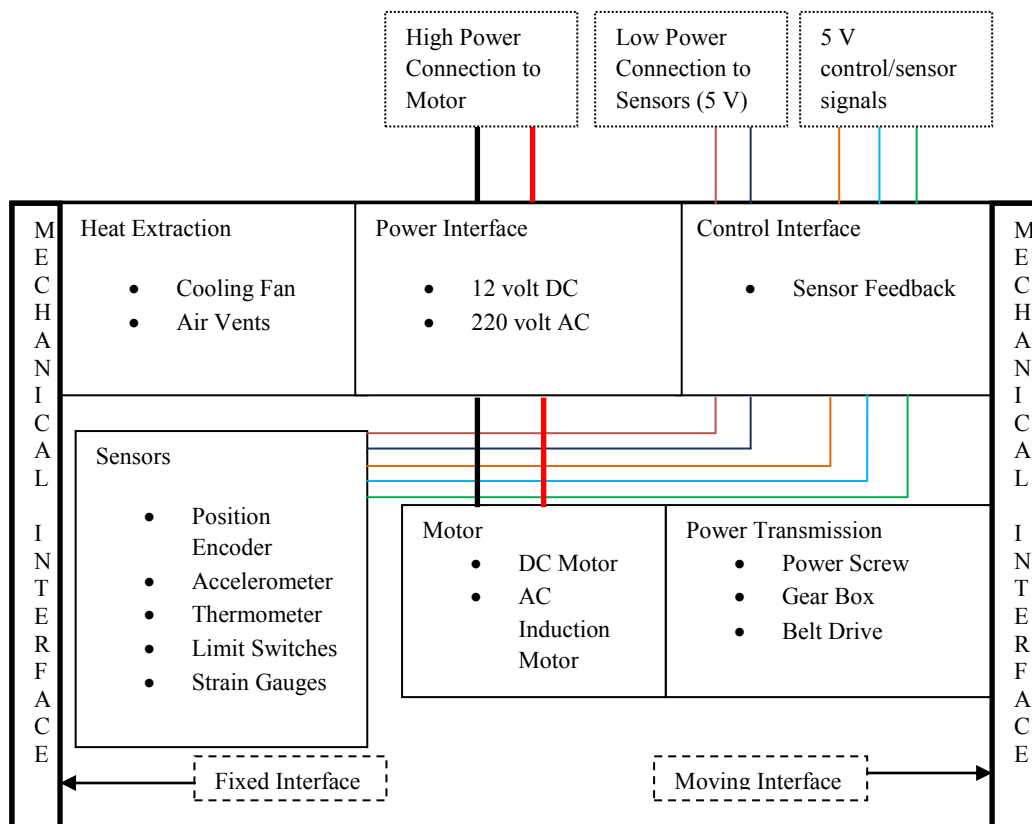 High Power
Connection to
Motor
Low Power
Connection to
Sensors (5 V)
5 V
control/sensor
signals
M
E
C
H
A
N
I
C
A
L
I
N
T
E
R
F
A
C
E
Heat Extraction
• Cooling Fan
• Air Vents
Power Interface
• 12 volt DC
• 220 volt AC
Control Interface
• Sensor Feedback
Sensors
• Position
Encoder
• Accelerometer
• Thermometer
• Limit Switches
• Strain Gauges
Motor
• DC Motor
• AC
Induction
Motor
Power Transmission
• Power Screw
• Gear Box
• Belt Drive
M
E
C
H
A
N
I
C
A
L
I
N
T
E
R
F
A
C
E
Fixed Interface
Moving Interface